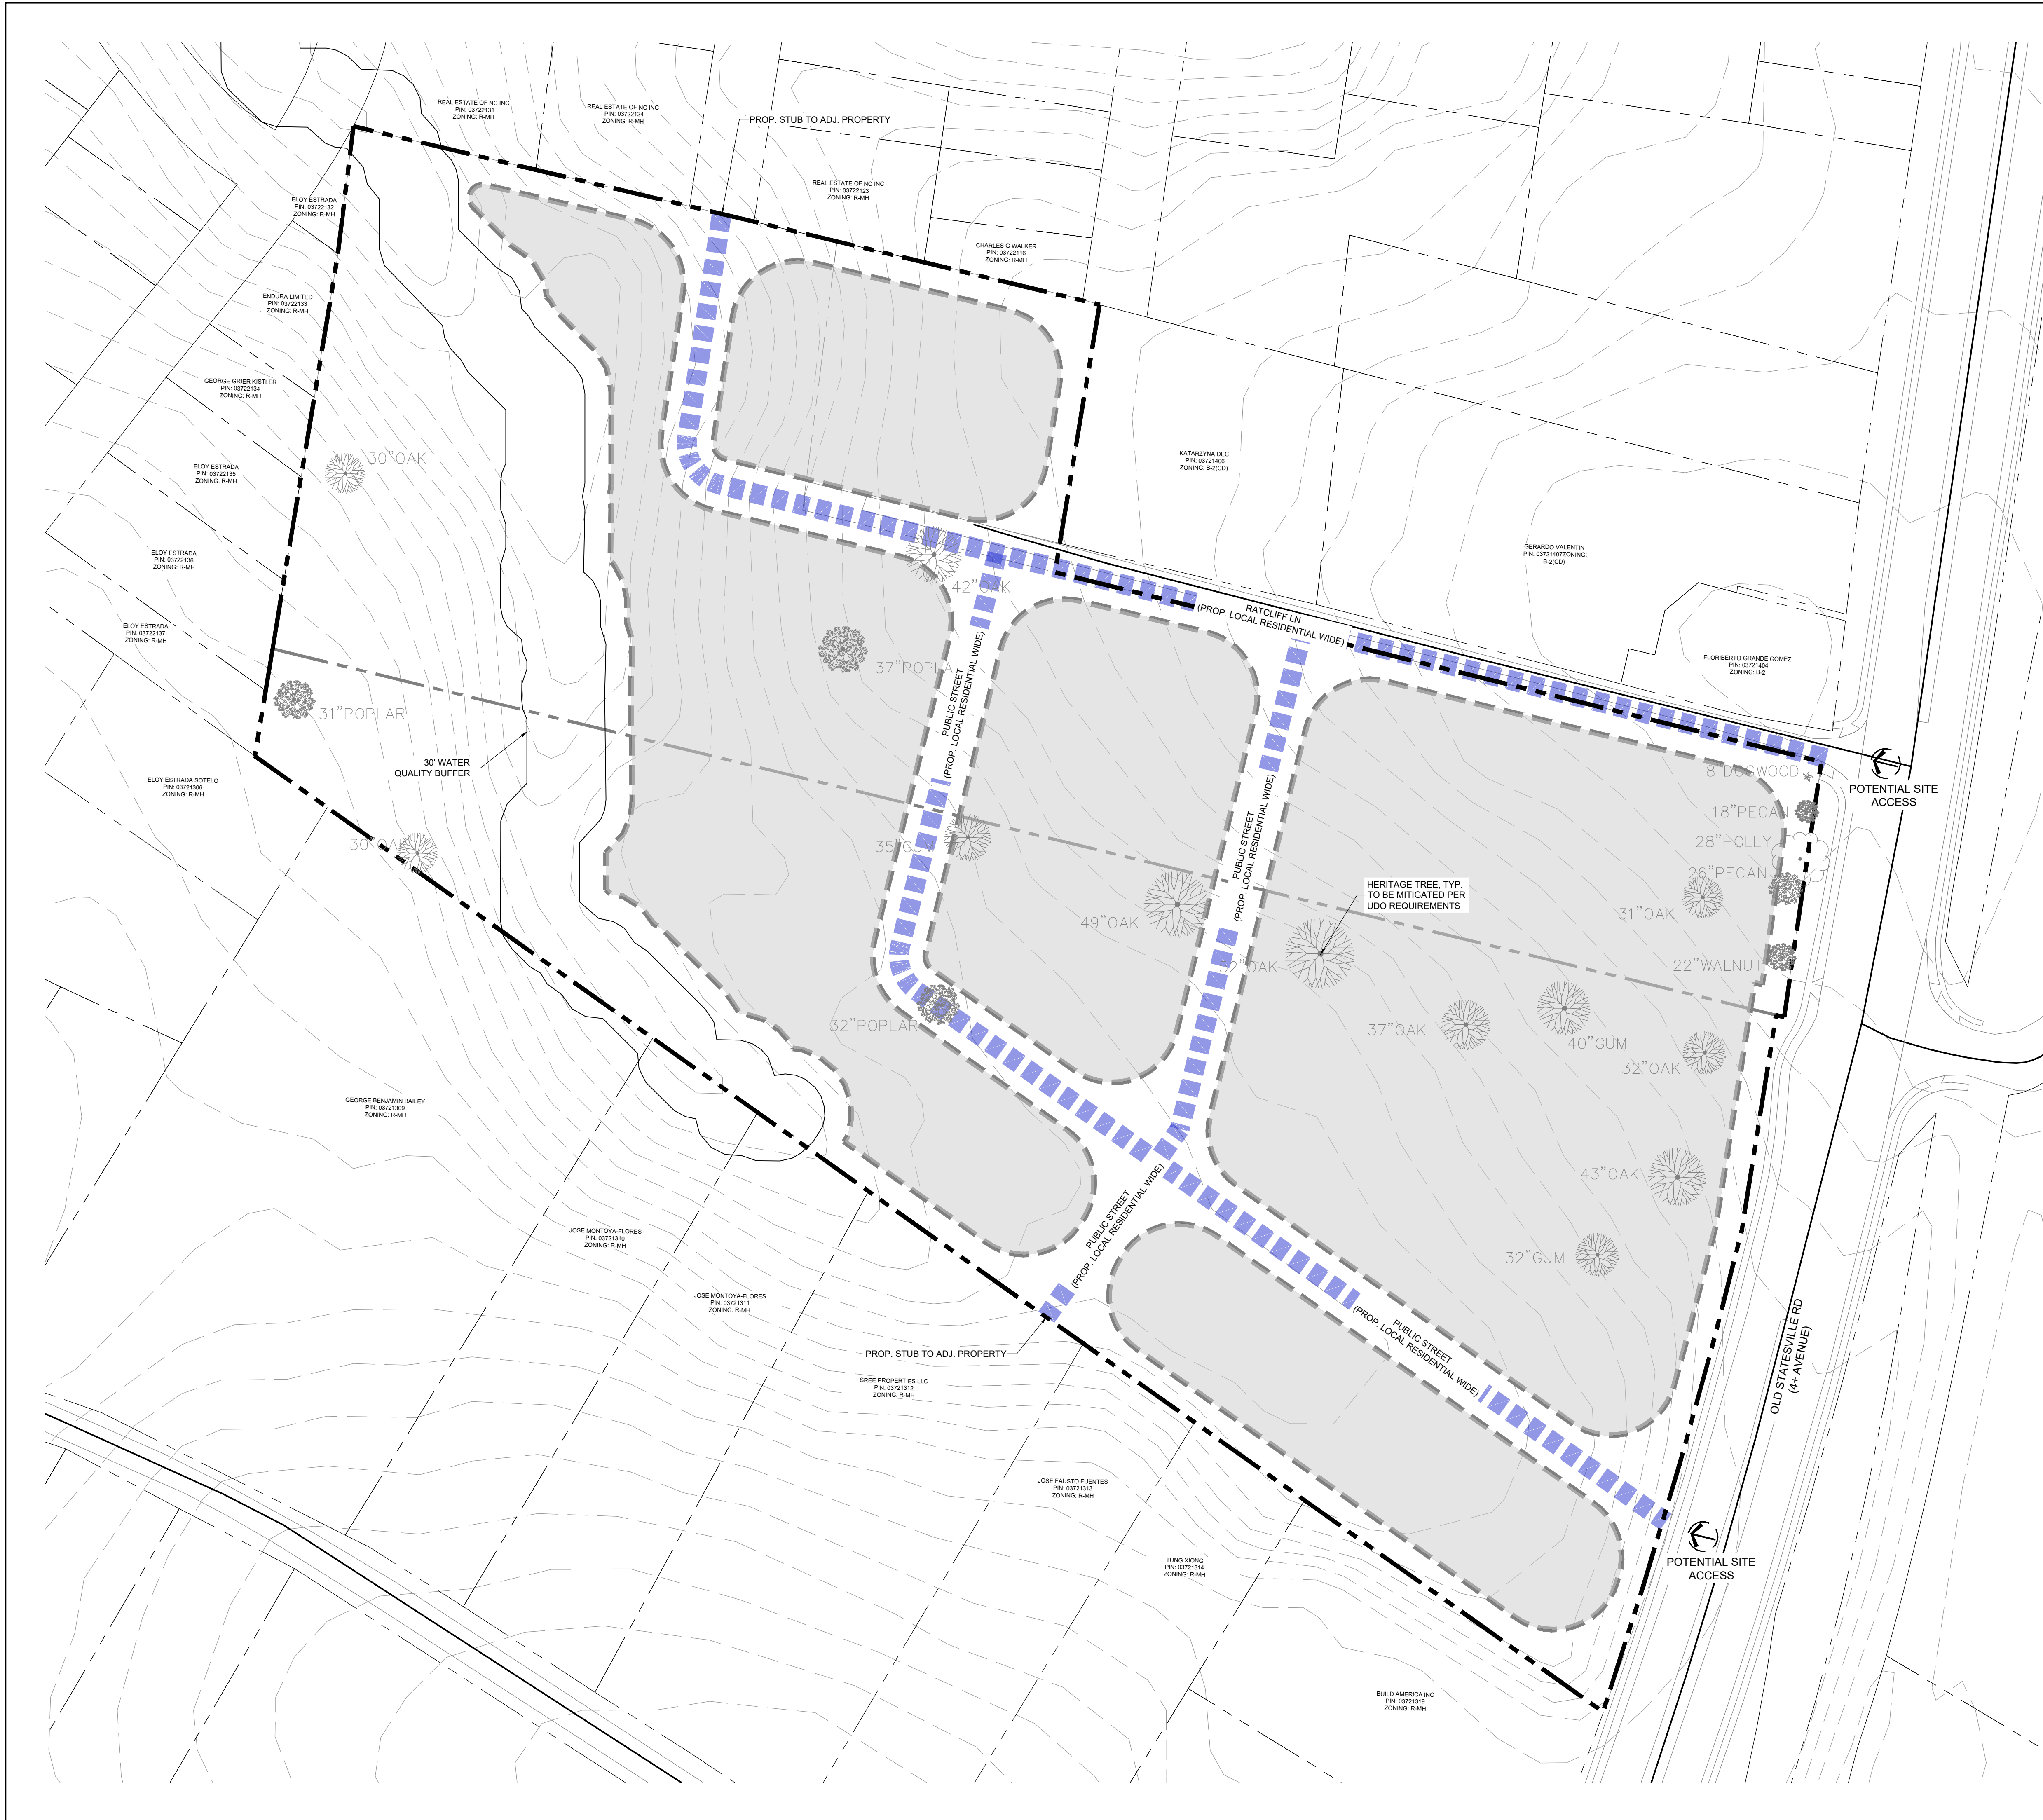 REAL ESTATE OF NC INC
PIN: 03722131
ZONING: R-MH
REAL ESTATE OF NC INC
PIN: 03722124
ZONING: R-MH
PROP. STUB TO ADJ. PROPERTY
REAL ESTATE OF NC INC
PIN: 03722123
ZONING: R-MH
ELOY ESTRADA
PIN: 03722132
ZONING: R-MH
CHARLES G WALKER
PIN: 03722116
ZONING: R-MH
ENDURA LIMITED
PIN: 03722133
ZONING: R-MH
GEORGE GRIER KISTLER
PIN: 03722134
ZONING: R-MH
30"OAK
ELOY ESTRADA
PIN: 03722135
ZONING: R-MH
KATARZYNA DEC
PIN: 03721406
ZONING: B-2(CD)
ELOY ESTRADA
PIN: 03722136
ZONING: R-MH
GERARDO VALENTIN
PIN: 03721407ZONING:
B-2(CD)
42"OAK
RATCLIFF LN
(PROP. LOCAL RESIDENTIAL WIDE)
ELOY ESTRADA
PIN: 03722137
ZONING: R-MH
37"POPLA
PUBLIC STREET
(PROP. LOCAL RESIDENTIAL WIDE)
FLORIBERTO GRANDE GOMEZ
PIN: 03721404
ZONING: B-2
31"POPLAR
30' WATER
QUALITY BUFFER
ELOY ESTRADA SOTELO
PIN: 03721306
ZONING: R-MH
8"DOGWOOD
POTENTIAL SITE
ACCESS
18"PECAN
28"HOLLY
26"PECAN
30"OAK
35"GUM
PUBLIC STREET
(PROP. LOCAL RESIDENTIAL WIDE)
HERITAGE TREE, TYP.
TO BE MITIGATED PER
UDO REQUIREMENTS
49"OAK
31"OAK
52"OAK
22"WALNUT
32"POPLAR
37"OAK
40"GUM
32"OAK
GEORGE BENJAMIN BAILEY
PIN: 03721309
ZONING: R-MH
43"OAK
PUBLIC STREET
(PROP. LOCAL RESIDENTIAL WIDE)
JOSE MONTOYA-FLORES
PIN: 03721310
ZONING: R-MH
32"GUM
JOSE MONTOYA-FLORES
PIN: 03721311
ZONING: R-MH
PROP. STUB TO ADJ. PROPERTY
PUBLIC STREET
(PROP. LOCAL RESIDENTIAL WIDE)
OLD STATESVILLE RD
(4+ AVENUE)
SREE PROPERTIES LLC
PIN: 03721312
ZONING: R-MH
JOSE FAUSTO FUENTES
PIN: 03721313
ZONING: R-MH
TUNG XIONG
PIN: 03721314
ZONING: R-MH
POTENTIAL SITE
ACCESS
BUILD AMERICA INC
PIN: 03721319
ZONING: R-MH